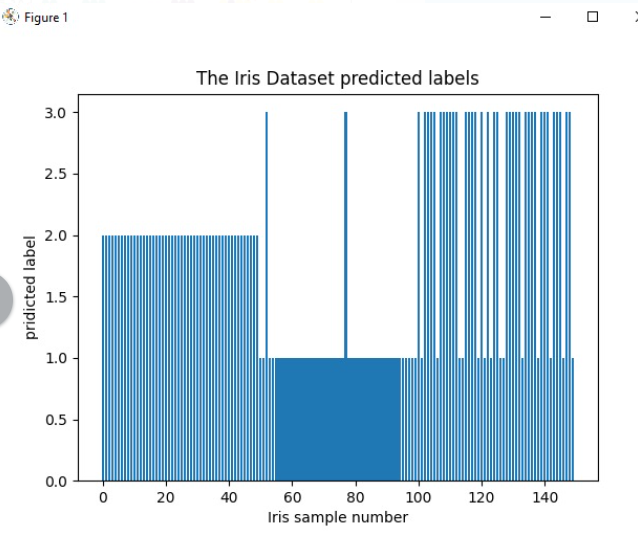 Figure 1
The Iris Dataset predicted labels
3.0
2.5
2.0
1.5
1.0
0.5
0.0
pridicted label
0 20 40 60 80 100 120 140
Iris sample number